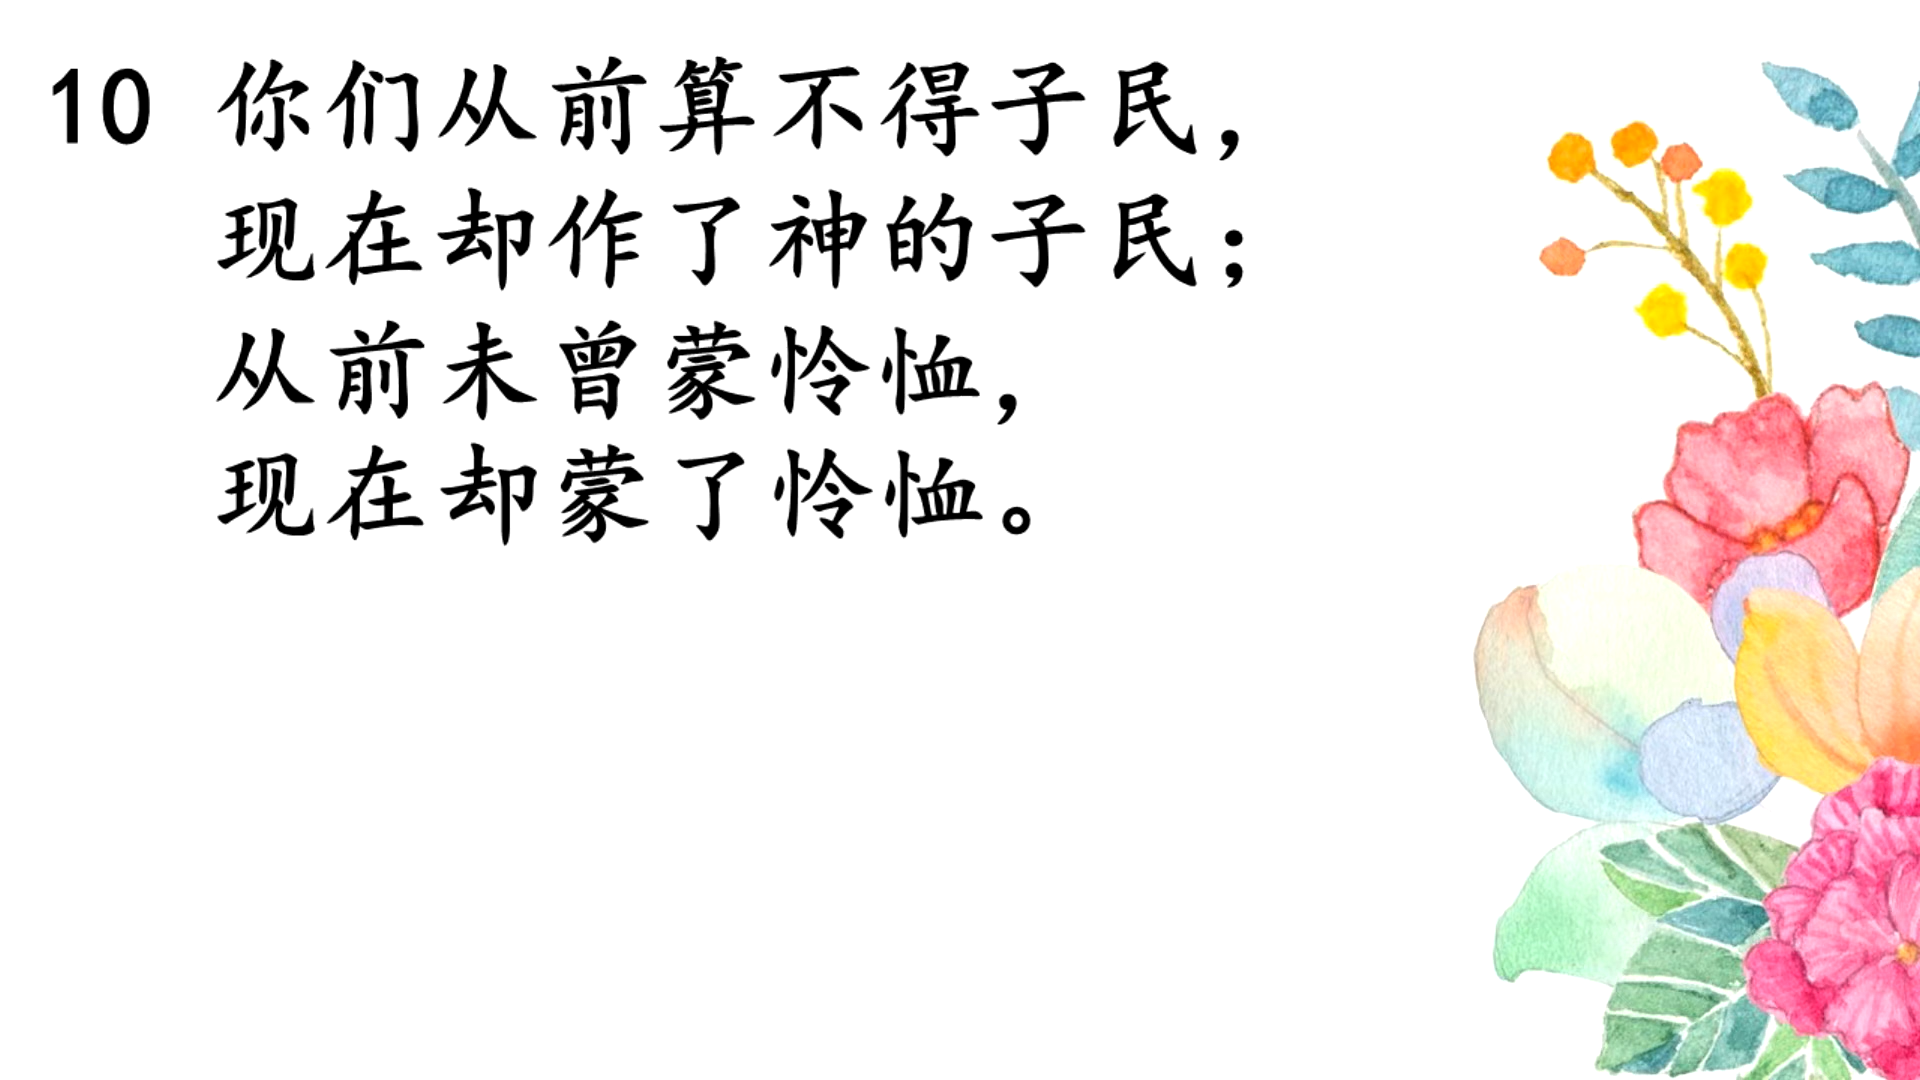 10 你们从前算不得子民，
现在却作了神的子民；
从前未曾蒙怜恤，
现在却蒙了怜恤。